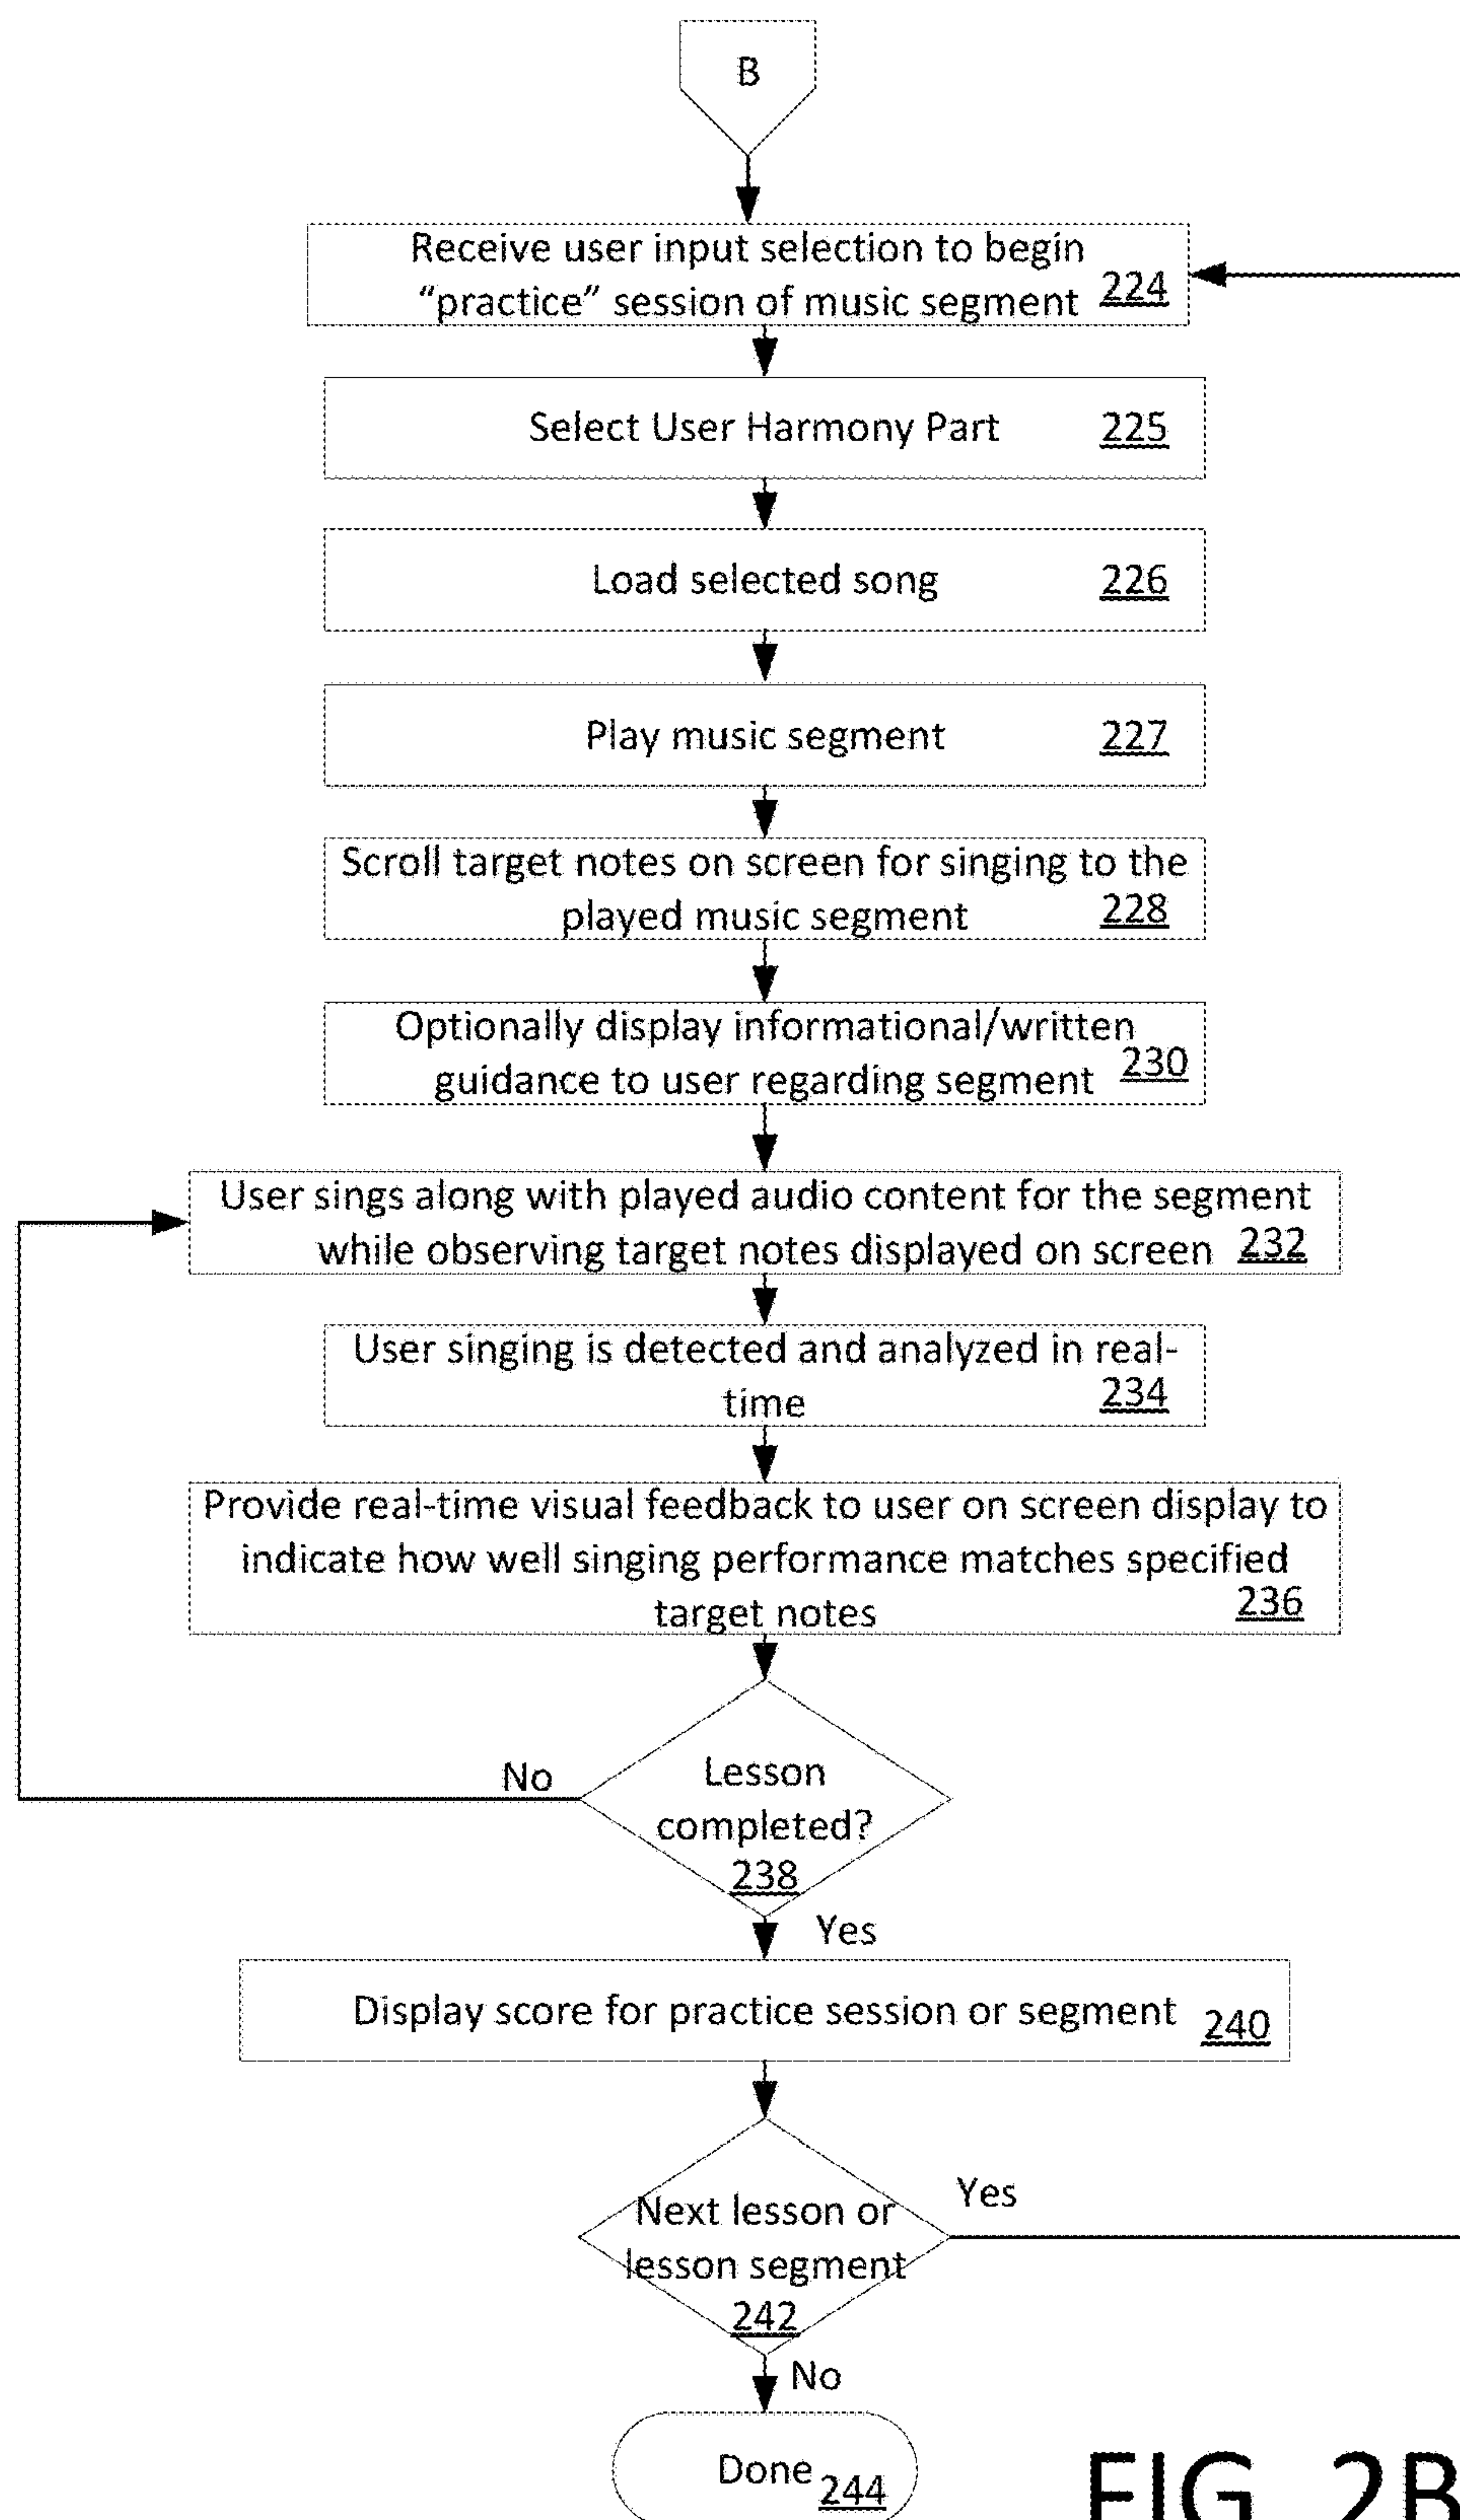 B
Receive user input selection to begin
“practice” session of music segment 224
Select User Harmony Part 225
Load selected song 226
Play music segment 227
Scroll target notes on screen for singing to the
played music segment 228
Optionally display informational/written
guidance to user regarding segment 230
User sings along with played audio content for the segment
while observing target notes displayed on screen 232
User singing is detected and analyzed in real-
time 234
Provide real-time visual feedback to user on screen display to
indicate how well singing performance matches specified
target notes 236
No
Lesson
completed?
238
Yes
Display score for practice session or segment 240
Yes
Next lesson or
lesson segment
242
No
Done 244
FIG. 2B